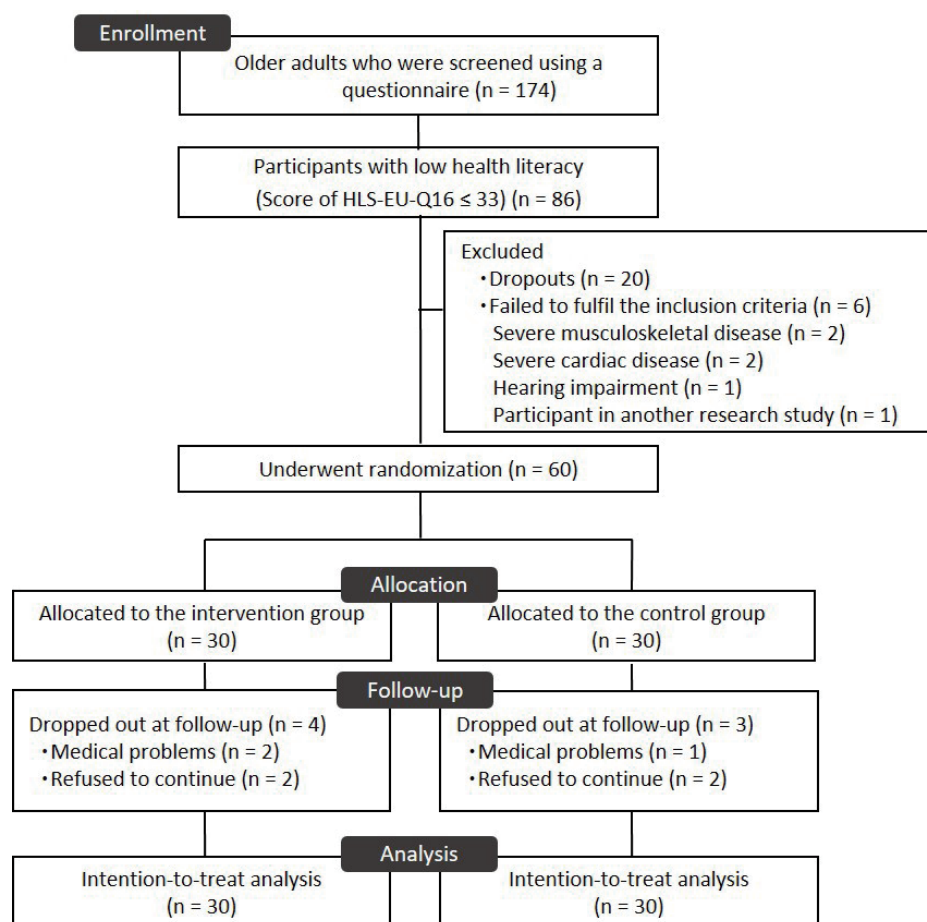 Enrollment
Older adults who were screened using a
questionnaire (n = 174)
Participants with low health literacy
(Score of HLS-EU-Q16 ≤ 33) (n = 86)
Excluded
・Dropouts (n = 20)
・Failed to fulfil the inclusion criteria (n = 6)
Severe musculoskeletal disease (n = 2)
Severe cardiac disease (n = 2)
Hearing impairment (n = 1)
Participant in another research study (n = 1)
Underwent randomization (n = 60)
Allocation
Allocated to the intervention group
(n = 30)
Allocated to the control group
(n = 30)
Follow-up
Dropped out at follow-up (n = 4)
・Medical problems (n = 2)
・Refused to continue (n = 2)
Dropped out at follow-up (n = 3)
・Medical problems (n = 1)
・Refused to continue (n = 2)
Analysis
Intention-to-treat analysis
(n = 30)
Intention-to-treat analysis
(n = 30)